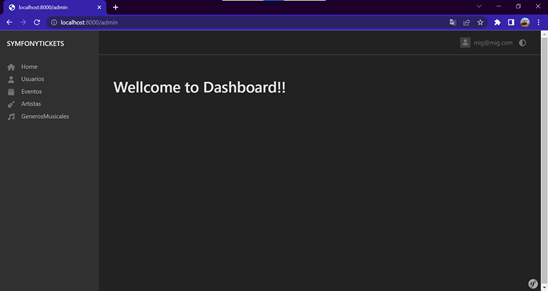 localhost:8000/admin
localhost:8000/admin
SYMFONYTICKETS
mig@mig.com
Home
Usuarios
Eventos
Artistas
GenerosMusicales
Wellcome to Dashboard!!